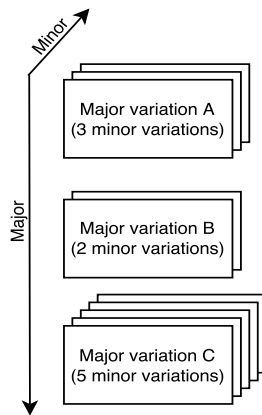 Minor
Major variation A
(3 minor variations)
Major
Major variation B
(2 minor variations)
Major variation C
(5 minor variations)